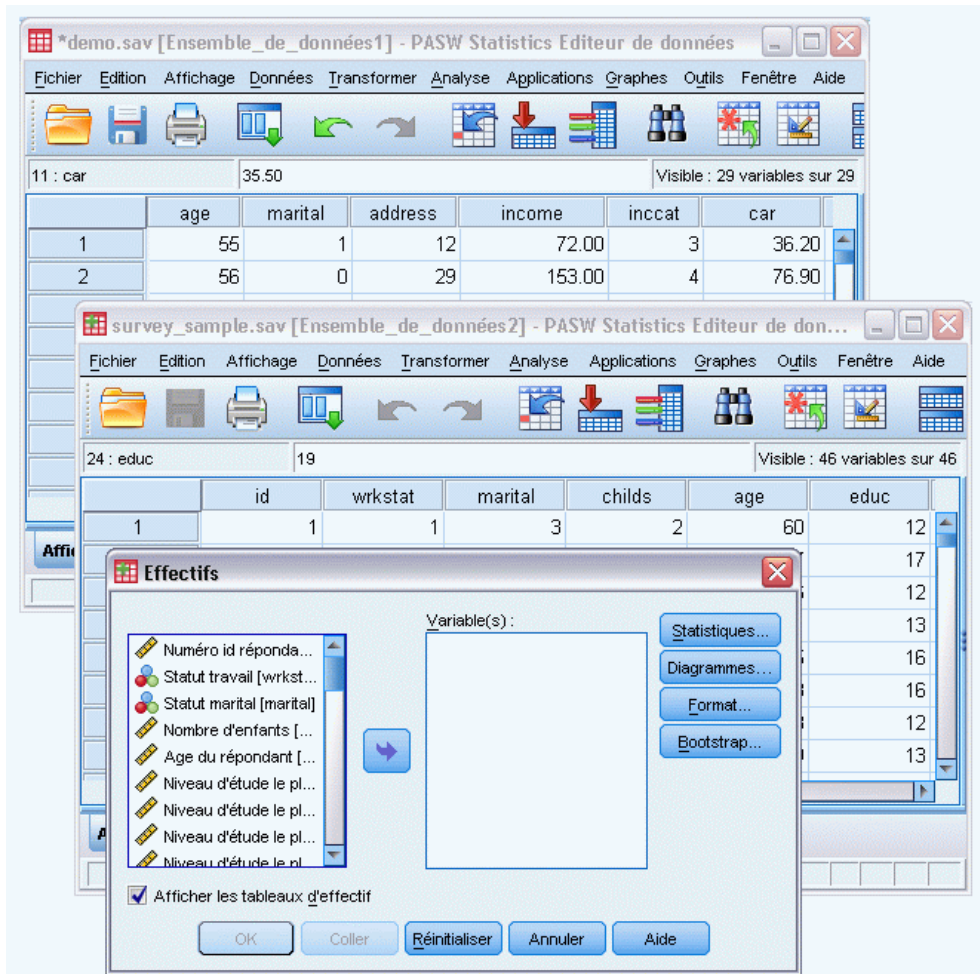 *demo.sav [Ensemble_de_données1] - PASW Statistics Editeur de données
Fichier Edition Affichage Données Transformer Analyse Applications Graphes Outils Fenêtre Aide
11 : car 35.50 Visible : 29 variables sur 29
age marital address income inccat car
1 55 1 12 72.00 3 36.20
2 56 0 29 153.00 4 76.90
survey_sample.sav [Ensemble_de_données2] - PASW Statistics Editeur de don...
Fichier Edition Affichage Données Transformer Analyse Applications Graphes Outils Fenêtre Aide
24 : educ 19 Visible : 46 variables sur 46
id wrkstat marital childs age educ
1 1 1 3 2 60 12
17
12
13
16
16
12
13
Effectifs
Variable(s) :
Numéro id réponda...
Statut travail [wrkst...
Statut marital [marital]
Nombre d'enfants [...
Age du répondant [...
Niveau d'étude le pl...
Niveau d'étude le pl...
Niveau d'étude le pl...
Niveau d'étude le pl...
Statistiques...
Diagrammes...
Format...
Bootstrap...
Afficher les tableaux d'effectif
OK Coller Réinitialiser Annuler Aide